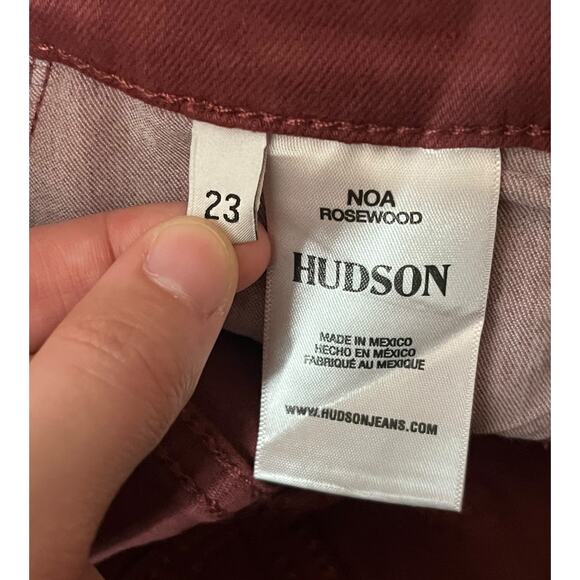 23
NOA
ROSEWOOD
HUDSON
MADE IN MEXICO
HECHO EN MÉXICO
FABRIQUÉ AU MEXIQUE
WWW.HUDSONJEANS.COM